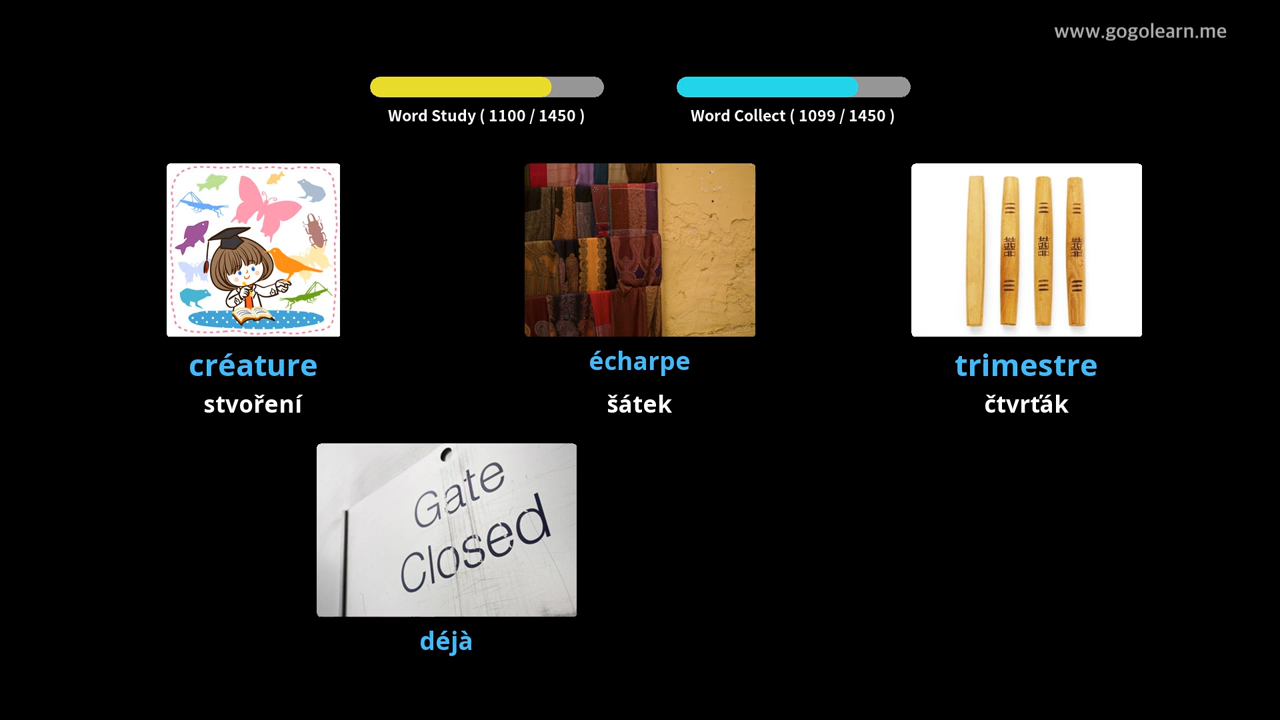 www.gogolearn.me
Word Study ( 1100 / 1450 )
Word Collect ( 1099 / 1450 )
créature
écharpe
trimestre
stvoření
šátek
čtvrťák
Gate
Closed
déjà